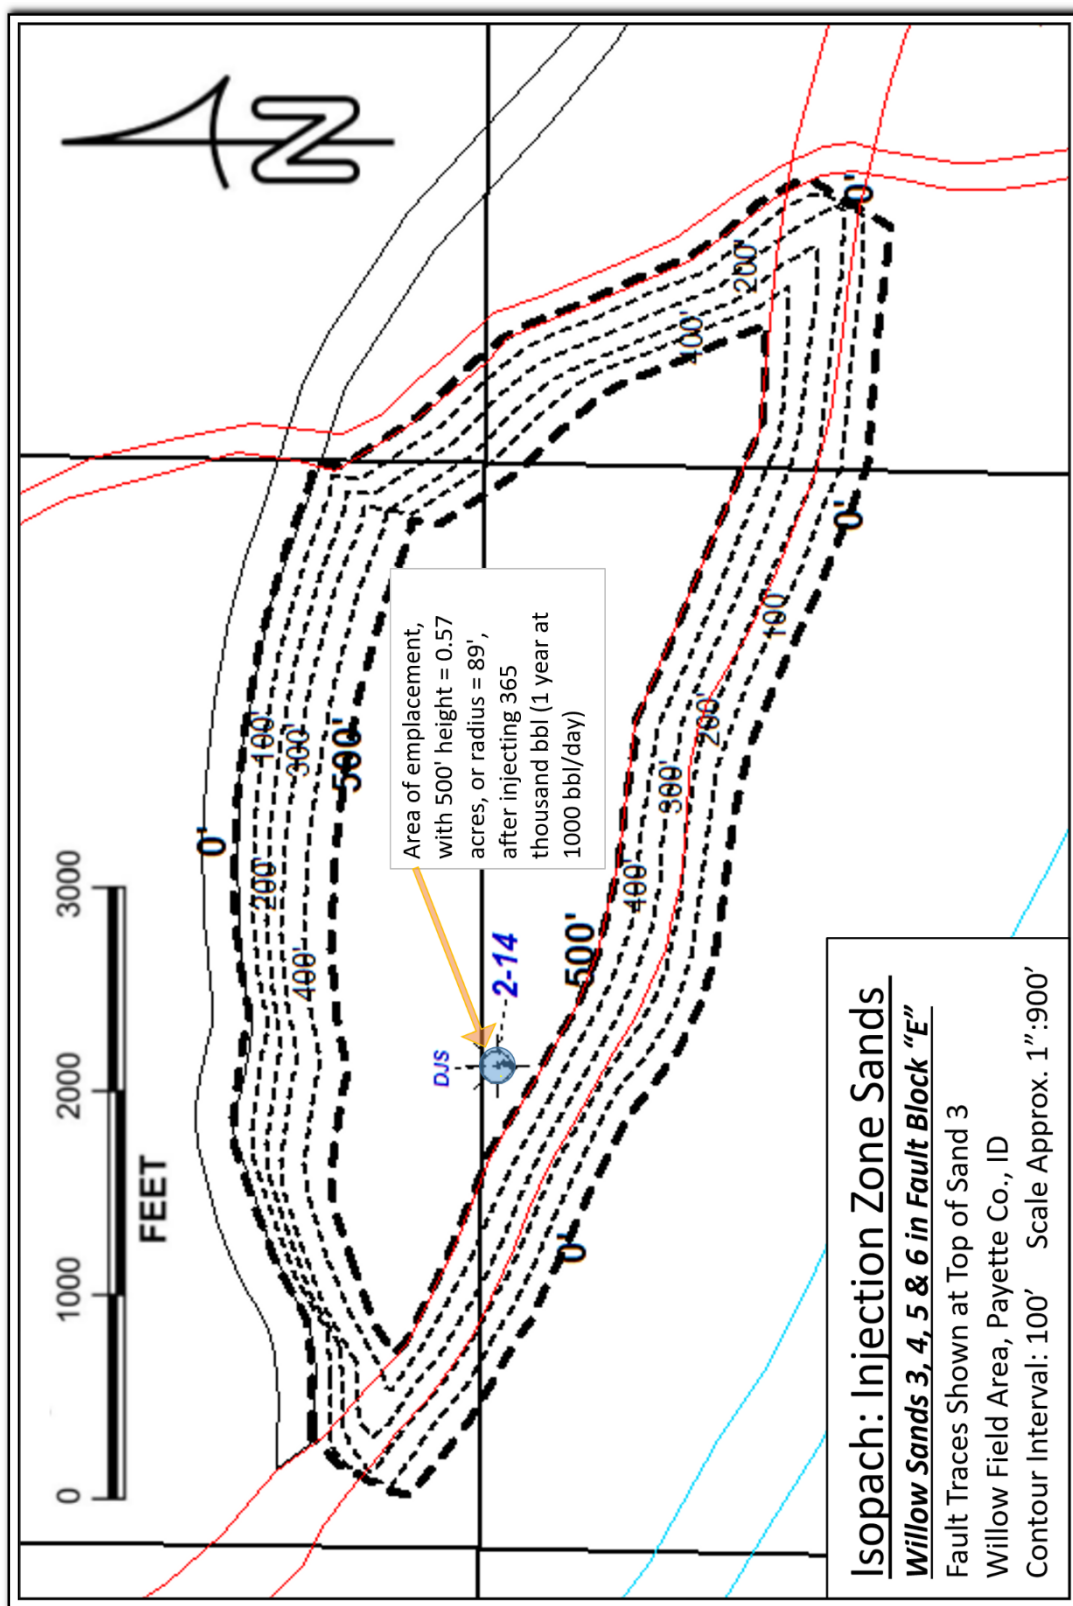 N
0 1000 2000 3000
FEET
0'
100'
200'
300'
400'
500'
Area of emplacement,
with 500' height = 0.57
acres, or radius = 89',
after injecting 365
thousand bbl (1 year at
1000 bbl/day)
DJS
2-14
200'
400'
0'
500'
400'
300'
200'
100'
0'
0'
Isopach: Injection Zone Sands
Willow Sands 3, 4, 5 & 6 in Fault Block “E”
Fault Traces Shown at Top of Sand 3
Willow Field Area, Payette Co., ID
Contour Interval: 100’ Scale Approx. 1”:900’